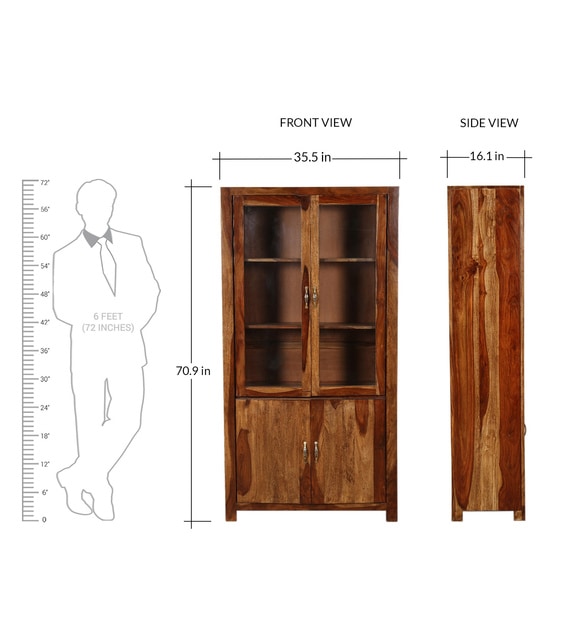 FRONT VIEW
SIDE VIEW
35.5 in
16.1 in
72"
56"
60"
54"
48"
42"
36"
30"
24"
18"
12"
6"
0
6 FEET
(72 INCHES)
70.9 in